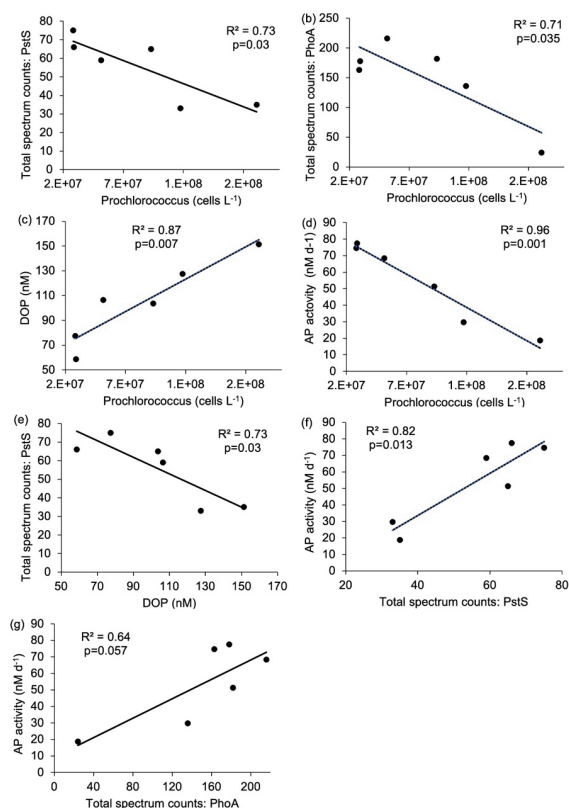 80
70
60
50
40
30
20
10
0
Total spectrum counts: PstS
R² = 0.73
p=0.03
2.E+07 7.E+07 1.E+08 2.E+08
Prochlorococcus (cells L⁻¹)
(b)
250
200
150
100
50
0
Total spectrum counts: PhoA
R² = 0.71
p=0.035
2.E+07 7.E+07 1.E+08 2.E+08
Prochlorococcus (cells L⁻¹)
(c)
170
150
130
110
90
70
50
DOP (nM)
R² = 0.87
p=0.007
2.E+07 7.E+07 1.E+08 2.E+08
Prochlorococcus (cells L⁻¹)
(d)
90
80
70
60
50
40
30
20
10
0
AP actovity (nM d-1)
R² = 0.96
p=0.001
2.E+07 7.E+07 1.E+08 2.E+08
Prochlorococcus (cells L⁻¹)
(e)
80
70
60
50
40
30
20
10
0
Total spectrum counts: PstS
R² = 0.73
p=0.03
50 70 90 110 130 150 170
DOP (nM)
(f)
90
80
70
60
50
40
30
20
10
0
AP activity (nM d⁻¹)
R² = 0.82
p=0.013
20 40 60 80
Total spectrum counts: PstS
(g)
90
80
70
60
50
40
30
20
10
0
AP activity (nM d⁻¹)
R² = 0.64
p=0.057
0 40 80 120 160 200
Total spectrum counts: PhoA